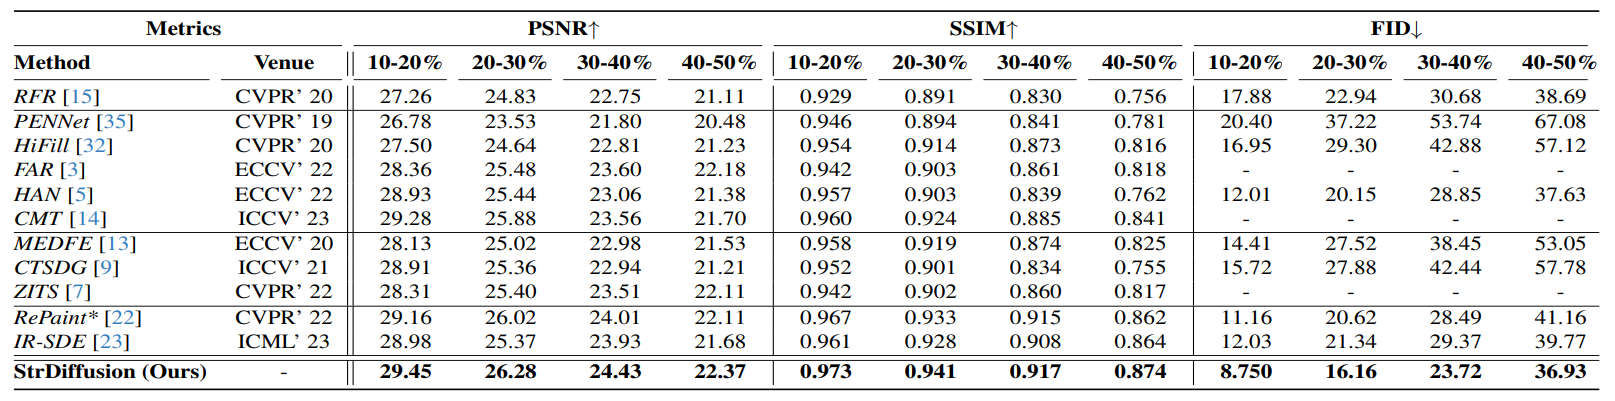 Metrics PSNR↑ SSIM↑ FID↓
Method Venue 10-20% 20-30% 30-40% 40-50% 10-20% 20-30% 30-40% 40-50% 10-20% 20-30% 30-40% 40-50%
RFR [15] CVPR' 20 27.26 24.83 22.75 21.11 0.929 0.891 0.830 0.756 17.88 22.94 30.68 38.69
PENNet [35] CVPR' 19 26.78 23.53 21.80 20.48 0.946 0.894 0.841 0.781 20.40 37.22 53.74 67.08
HiFill [32] CVPR' 20 27.50 24.64 22.81 21.23 0.954 0.914 0.873 0.816 16.95 29.30 42.88 57.12
FAR [3] ECCV' 22 28.36 25.48 23.60 22.18 0.942 0.903 0.861 0.818 - - - -
HAN [5] ECCV' 22 28.93 25.44 23.06 21.38 0.957 0.903 0.839 0.762 12.01 20.15 28.85 37.63
CMT [14] ICCV' 23 29.28 25.88 23.56 21.70 0.960 0.924 0.885 0.841 - - - -
MEDFE [13] ECCV' 20 28.13 25.02 22.98 21.53 0.958 0.919 0.874 0.825 14.41 27.52 38.45 53.05
CTSDG [9] ICCV' 21 28.91 25.36 22.94 21.21 0.952 0.901 0.834 0.755 15.72 27.88 42.44 57.78
ZITS [7] CVPR' 22 28.31 25.40 23.51 22.11 0.942 0.902 0.860 0.817 - - - -
RePaint* [22] CVPR' 22 29.16 26.02 24.01 22.11 0.967 0.933 0.915 0.862 11.16 20.62 28.49 41.16
IR-SDE [23] ICML' 23 28.98 25.37 23.93 21.68 0.961 0.928 0.908 0.864 12.03 21.34 29.37 39.77
StrDiffusion (Ours) - 29.45 26.28 24.43 22.37 0.973 0.941 0.917 0.874 8.750 16.16 23.72 36.93